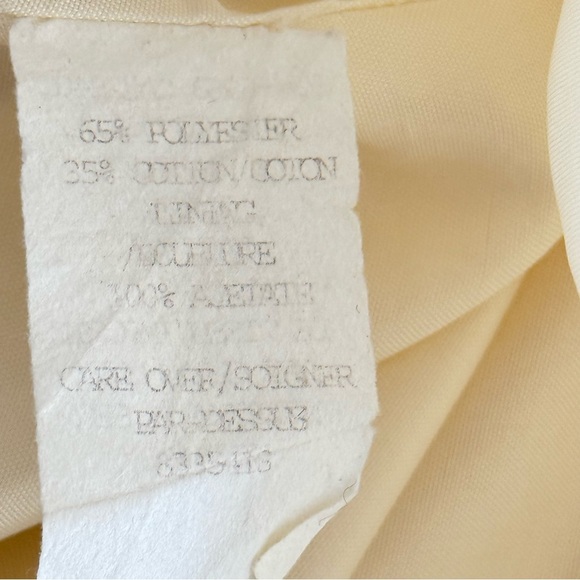 65% POLYESTER
35% COTTON/COTON
LINING
/DOUBLURE
100% ACETATE
CARE OVER/SOIGNER
PAR-DESSUS